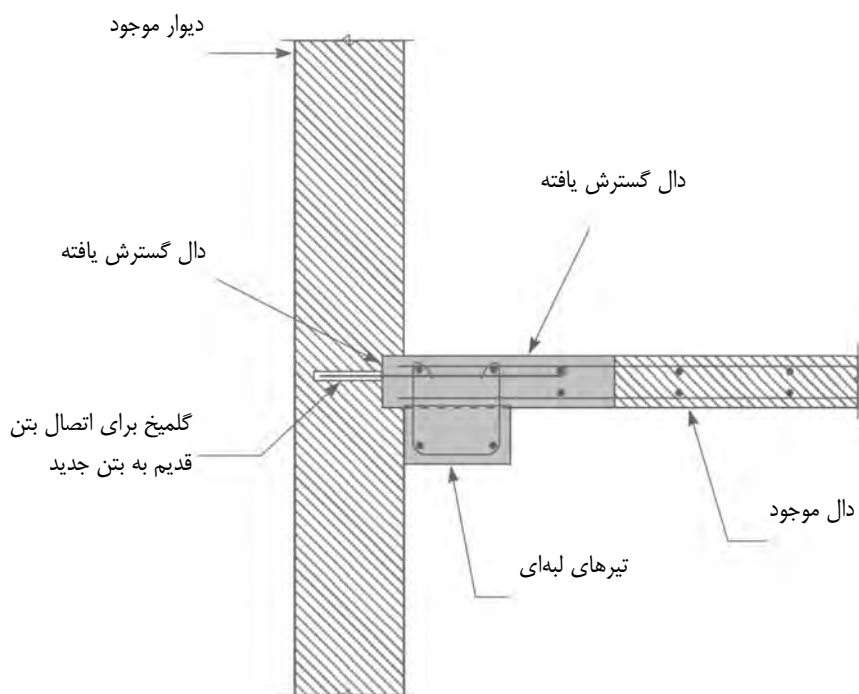 دیوار موجود
دال گسترش یافته
دال گسترش یافته
گلمیخ برای اتصال بتن
قدیم به بتن جدید
دال موجود
تیرهای لبه‌ای